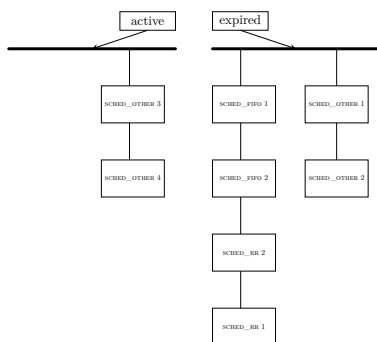 active
expired
SCHED_OTHER 3
SCHED_FIFO 1
SCHED_OTHER 1
SCHED_OTHER 4
SCHED_FIFO 2
SCHED_OTHER 2
SCHED_RR 2
SCHED_RR 1